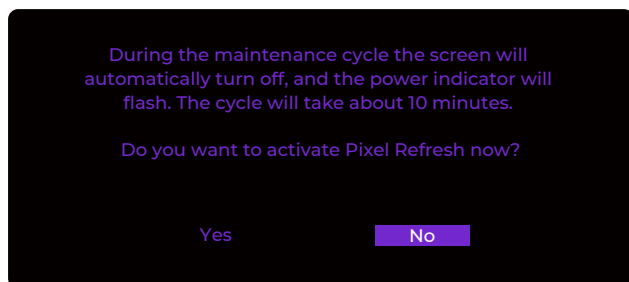 During the maintenance cycle the screen will
automatically turn off, and the power indicator will
flash. The cycle will take about 10 minutes.
Do you want to activate Pixel Refresh now?
Yes No